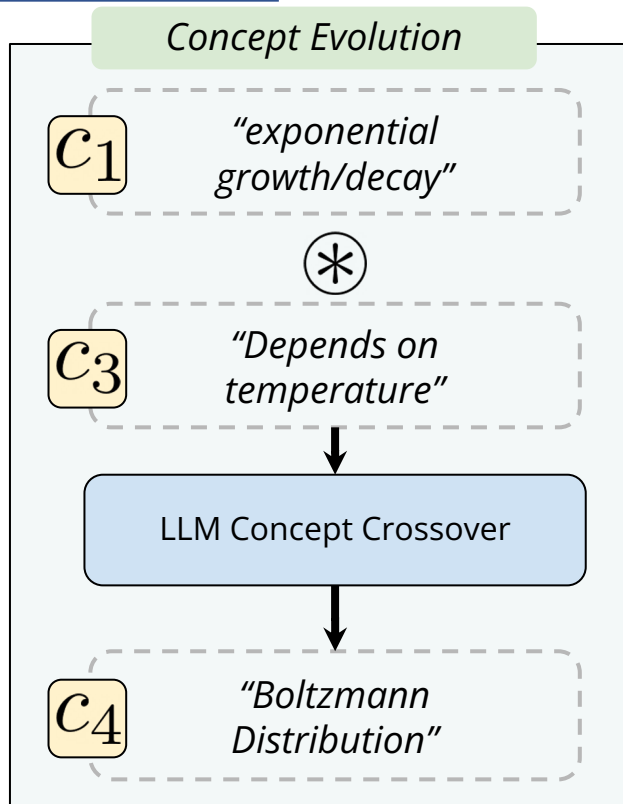 Concept Evolution
c1
“exponential
growth/decay”
⊛
c3
“Depends on
temperature”
LLM Concept Crossover
c4
“Boltzmann
Distribution”